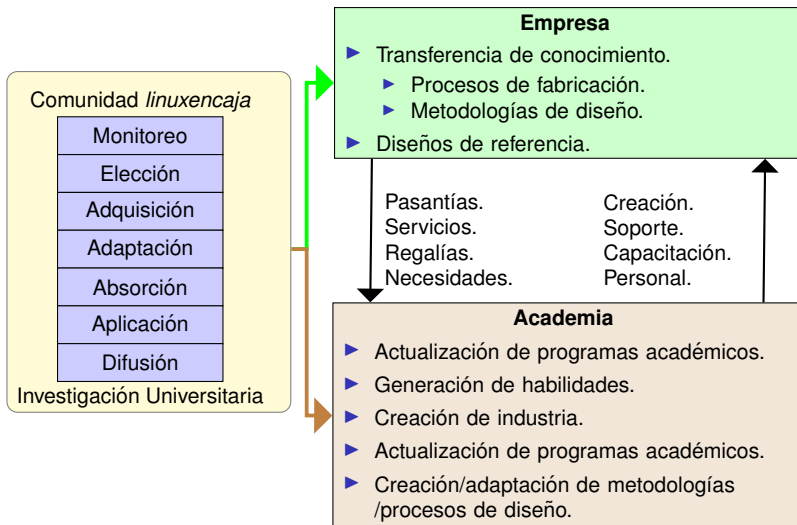 Comunidad linuxencaja
Monitoreo
Elección
Adquisición
Adaptación
Absorción
Aplicación
Difusión
Investigación Universitaria
Empresa
Transferencia de conocimiento.
Procesos de fabricación.
Metodologías de diseño.
Diseños de referencia.
Pasantías.
Servicios.
Regalías.
Necesidades.
Creación.
Soporte.
Capacitación.
Personal.
Academia
Actualización de programas académicos.
Generación de habilidades.
Creación de industria.
Actualización de programas académicos.
Creación/adaptación de metodologías
/procesos de diseño.